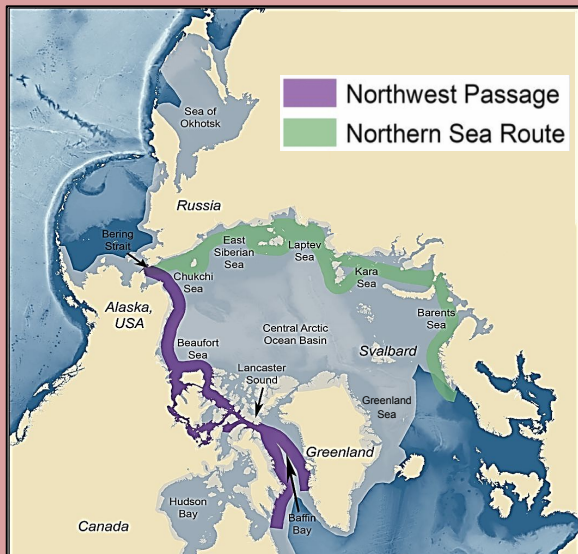 Northwest Passage
Northern Sea Route
Sea of
Okhotsk
Russia
Bering
Strait
East
Siberian
Sea
Laptev
Sea
Chukchi
Sea
Kara
Sea
Alaska,
USA
Barents
Sea
Beaufort
Sea
Central Arctic
Ocean Basin
Svalbard
Lancaster
Sound
Greenland
Sea
Greenland
Hudson
Bay
Baffin
Bay
Canada